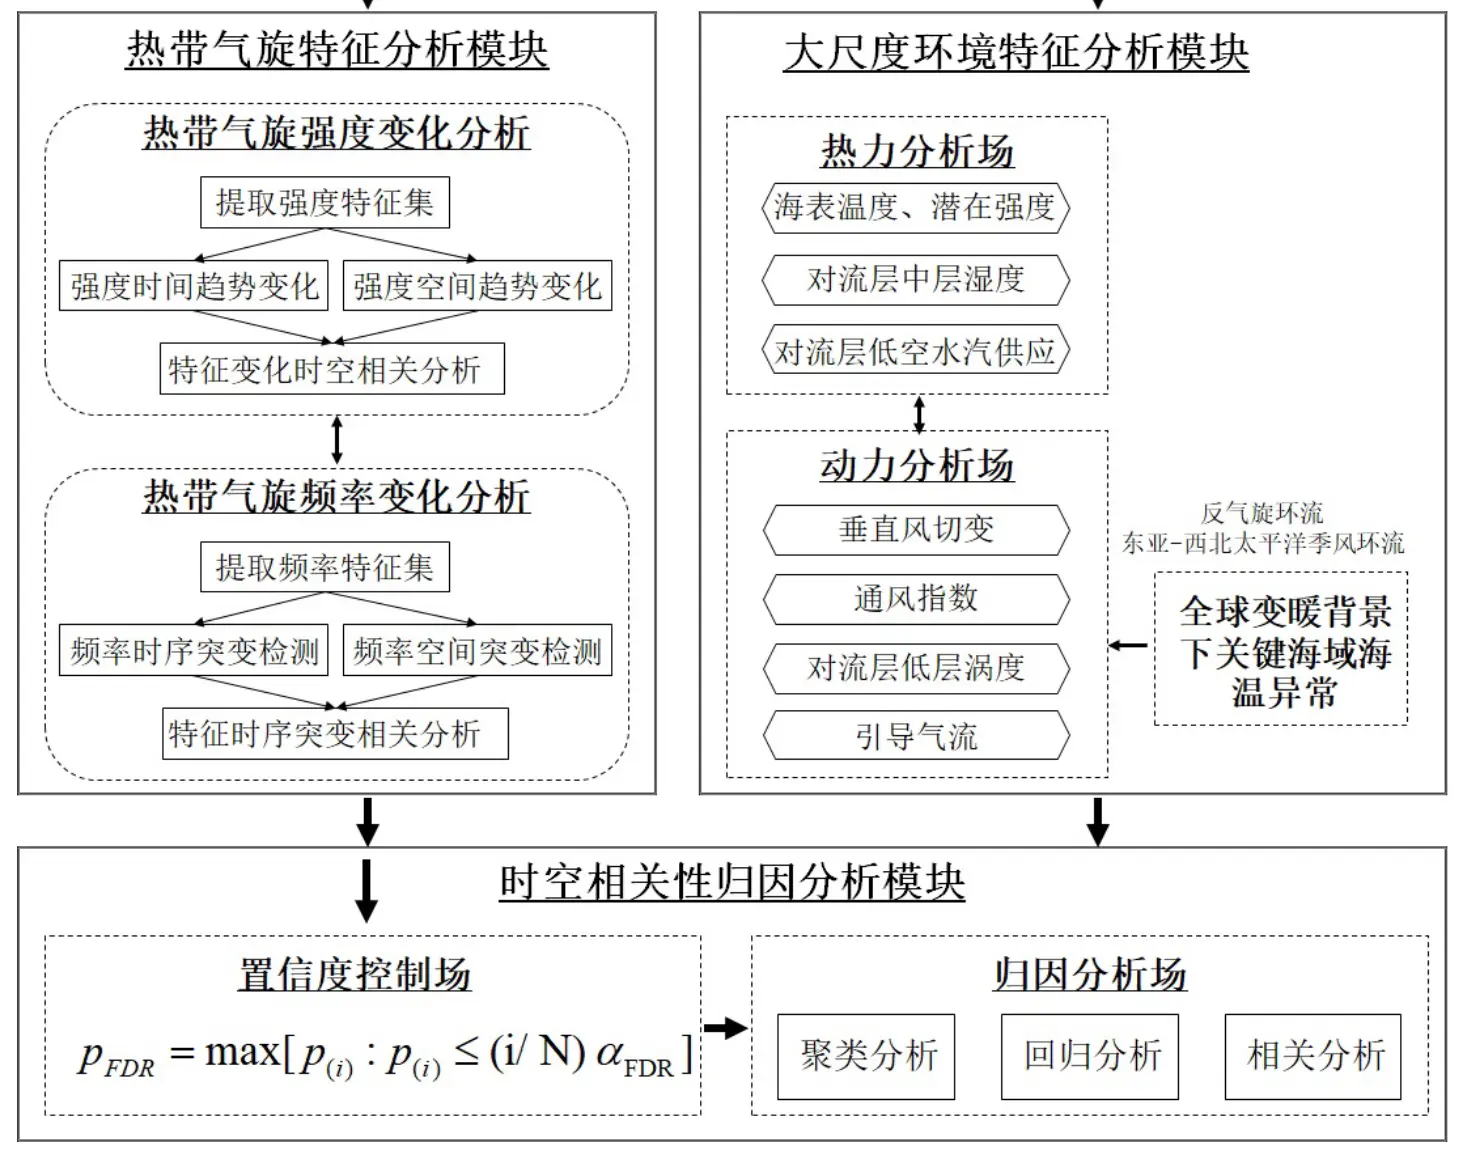 热带气旋特征分析模块
热带气旋强度变化分析
提取强度特征集
强度时间趋势变化
强度空间趋势变化
特征变化时空相关分析
热带气旋频率变化分析
提取频率特征集
频率时序突变检测
频率空间突变检测
特征时序突变相关分析
大尺度环境特征分析模块
热力分析场
海表温度、潜在强度
对流层中层湿度
对流层低空水汽供应
动力分析场
垂直风切变
通风指数
对流层低层涡度
引导气流
反气旋环流
东亚-西北太平洋季风环流
全球变暖背景
下关键海域海
温异常
时空相关性归因分析模块
置信度控制场
p_{FDR} = max[p_{(i)} : p_{(i)} ≤ (i/ N) α_{FDR}]
归因分析场
聚类分析
回归分析
相关分析